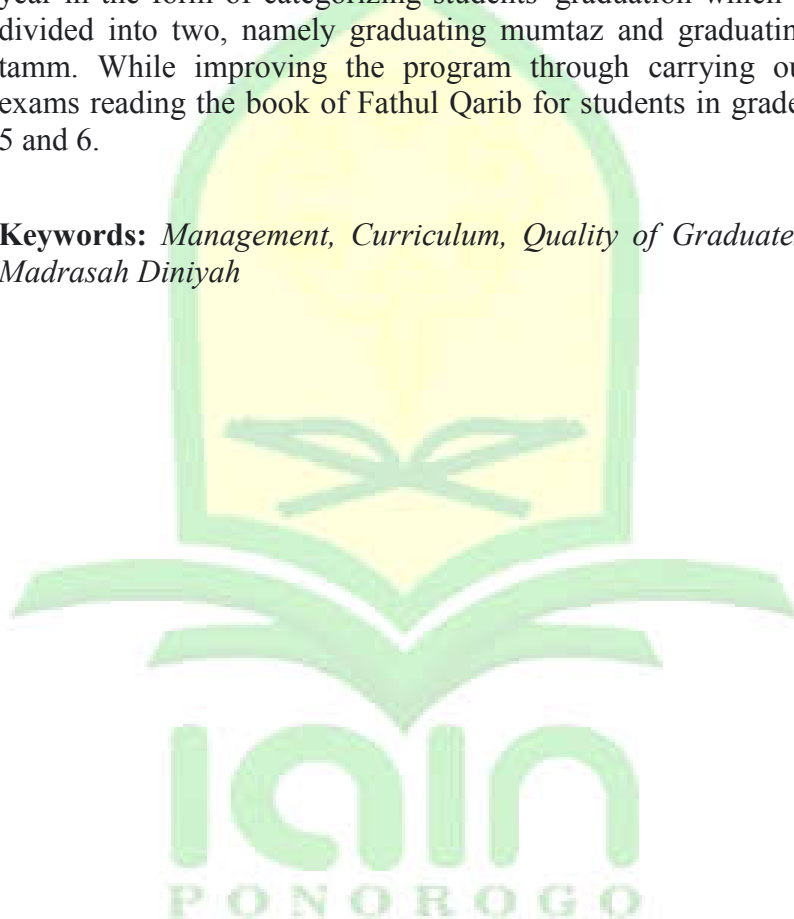 divided into two, namely graduating mumtaz and graduatin
tamm. While improving the program through carrying ou
exams reading the book of Fathul Qarib for students in grade
5 and 6.
Keywords: Management, Curriculum, Quality of Graduate
Madrasah Diniyah
iain
PONOROGO